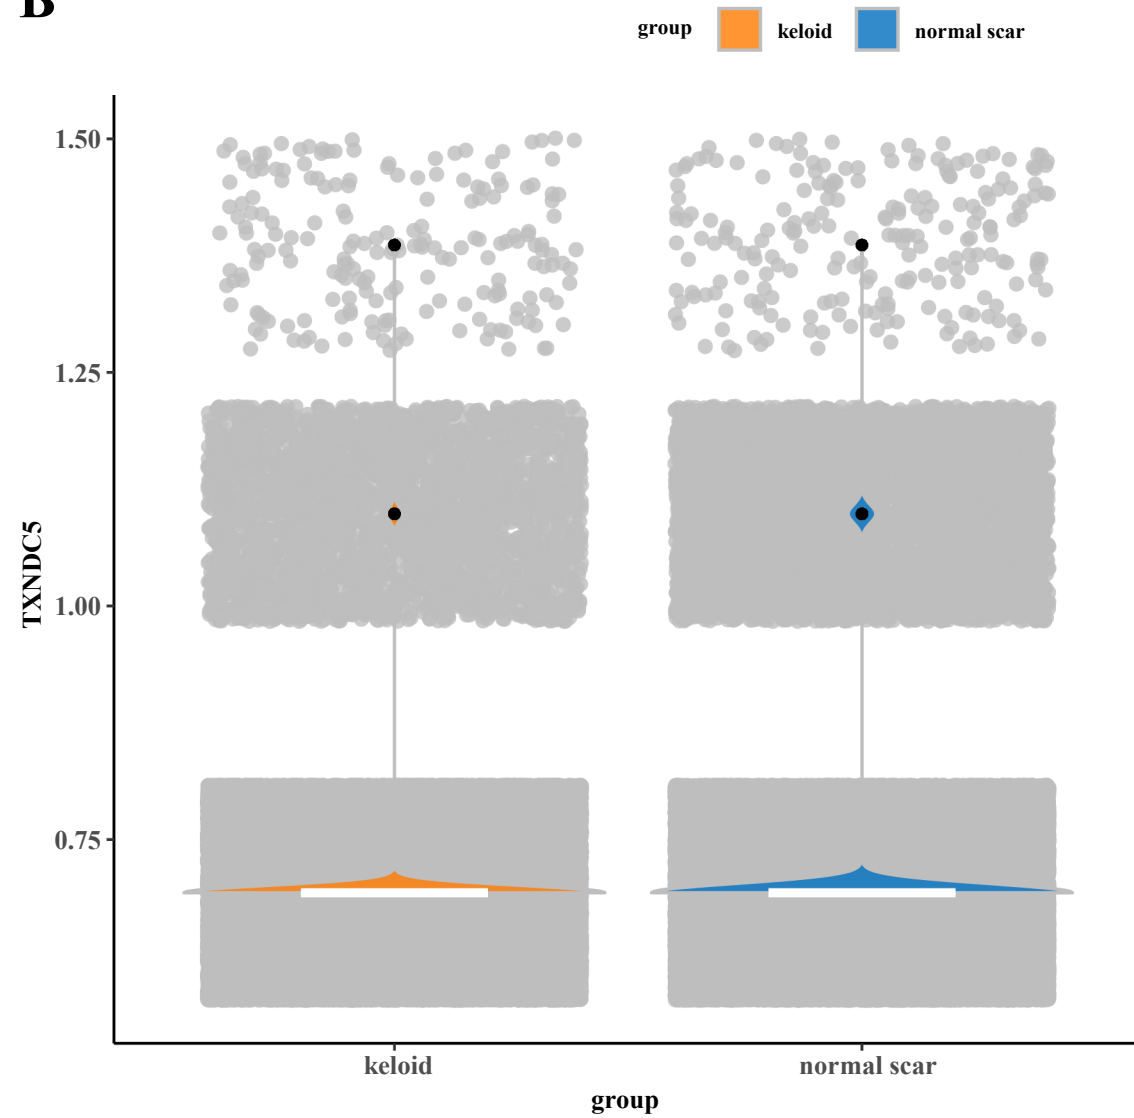 B
group keloid normal scar
1.50
1.25
1.00
0.75
TXNDC5
keloid normal scar
group